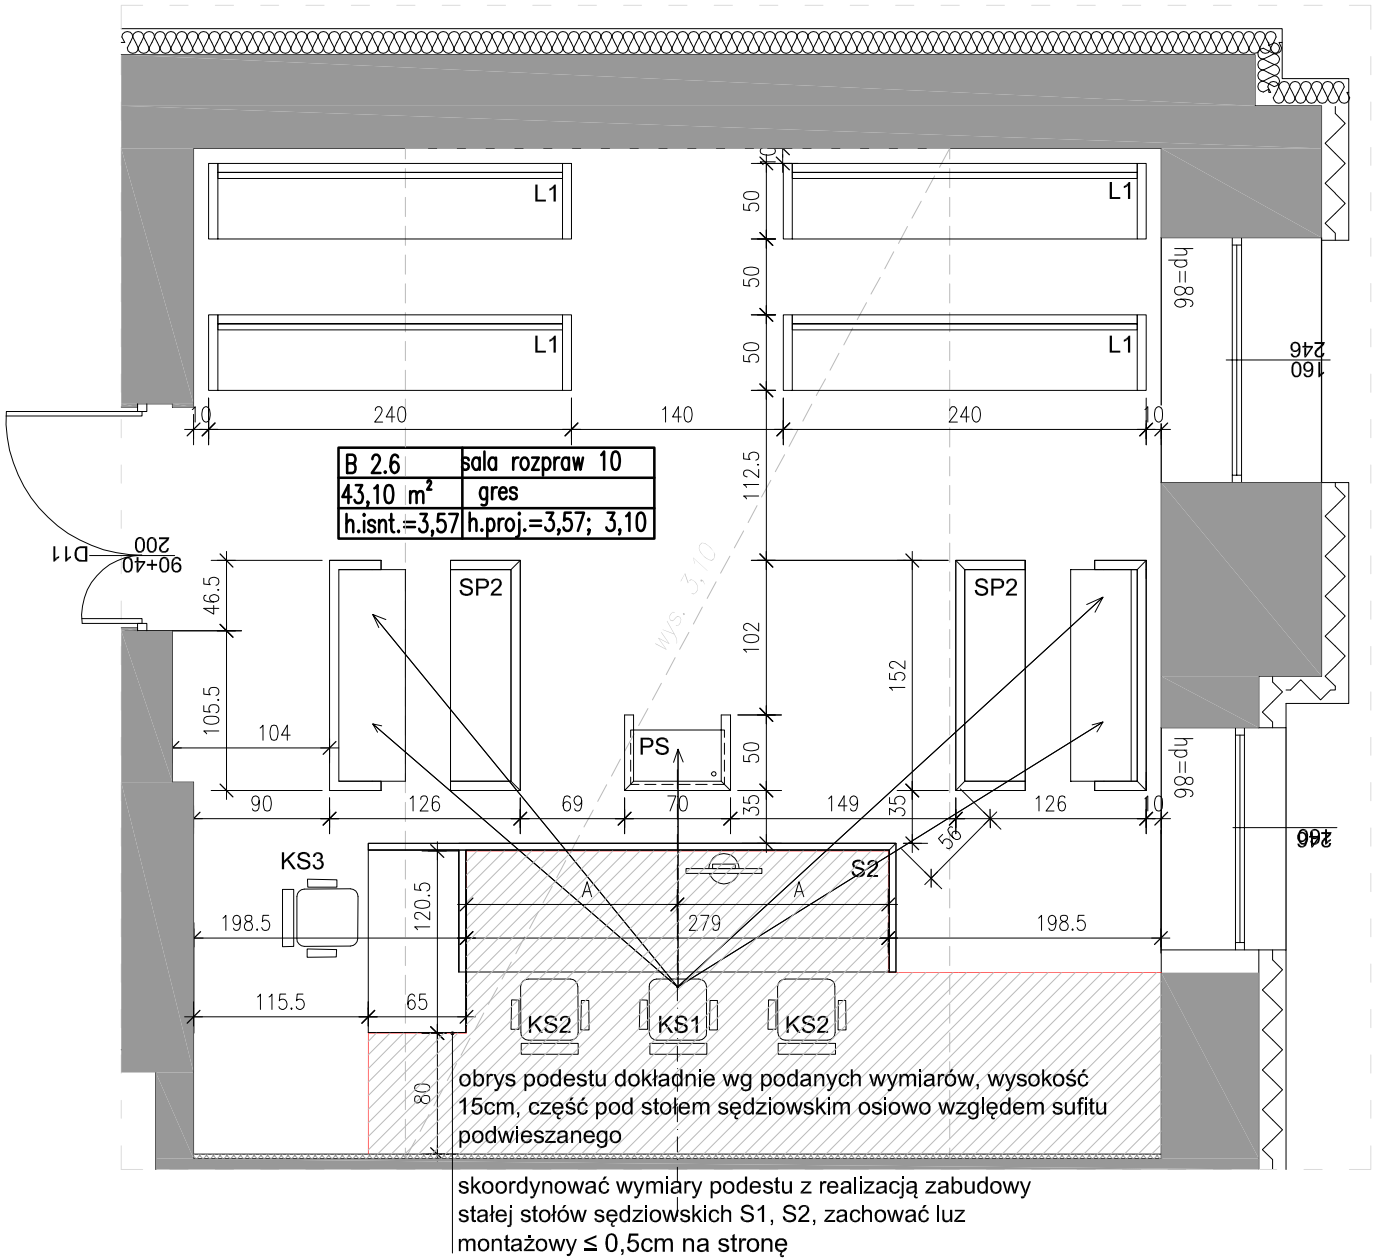 L1
L1
50
hp=86
50
L1
L1
50
246
160
10
240
140
240
10
B 2.6
sala rozpraw 10
43,10 m²
gres
h.isnt.=3,57
h.proj.=3,57; 3,10
112.5
D11
200
90+40
46.5
SP2
SP2
wys. 3,10
102
152
105.5
104
PS
50
hp=86
90
126
69
70
35
149
35
126
10
56
KS3
S2
120.5
A
A
198.5
279
198.5
115.5
65
KS2
KS1
KS2
80
obrys podestu dokładnie wg podanych wymiarów, wysokość
15cm, część pod stołem sędziowskim osiowo względem sufitu
podwieszanego
skoordynować wymiary podestu z realizacją zabudowy
stałej stołów sędziowskich S1, S2, zachować luz
montażowy ≤ 0,5cm na stronę